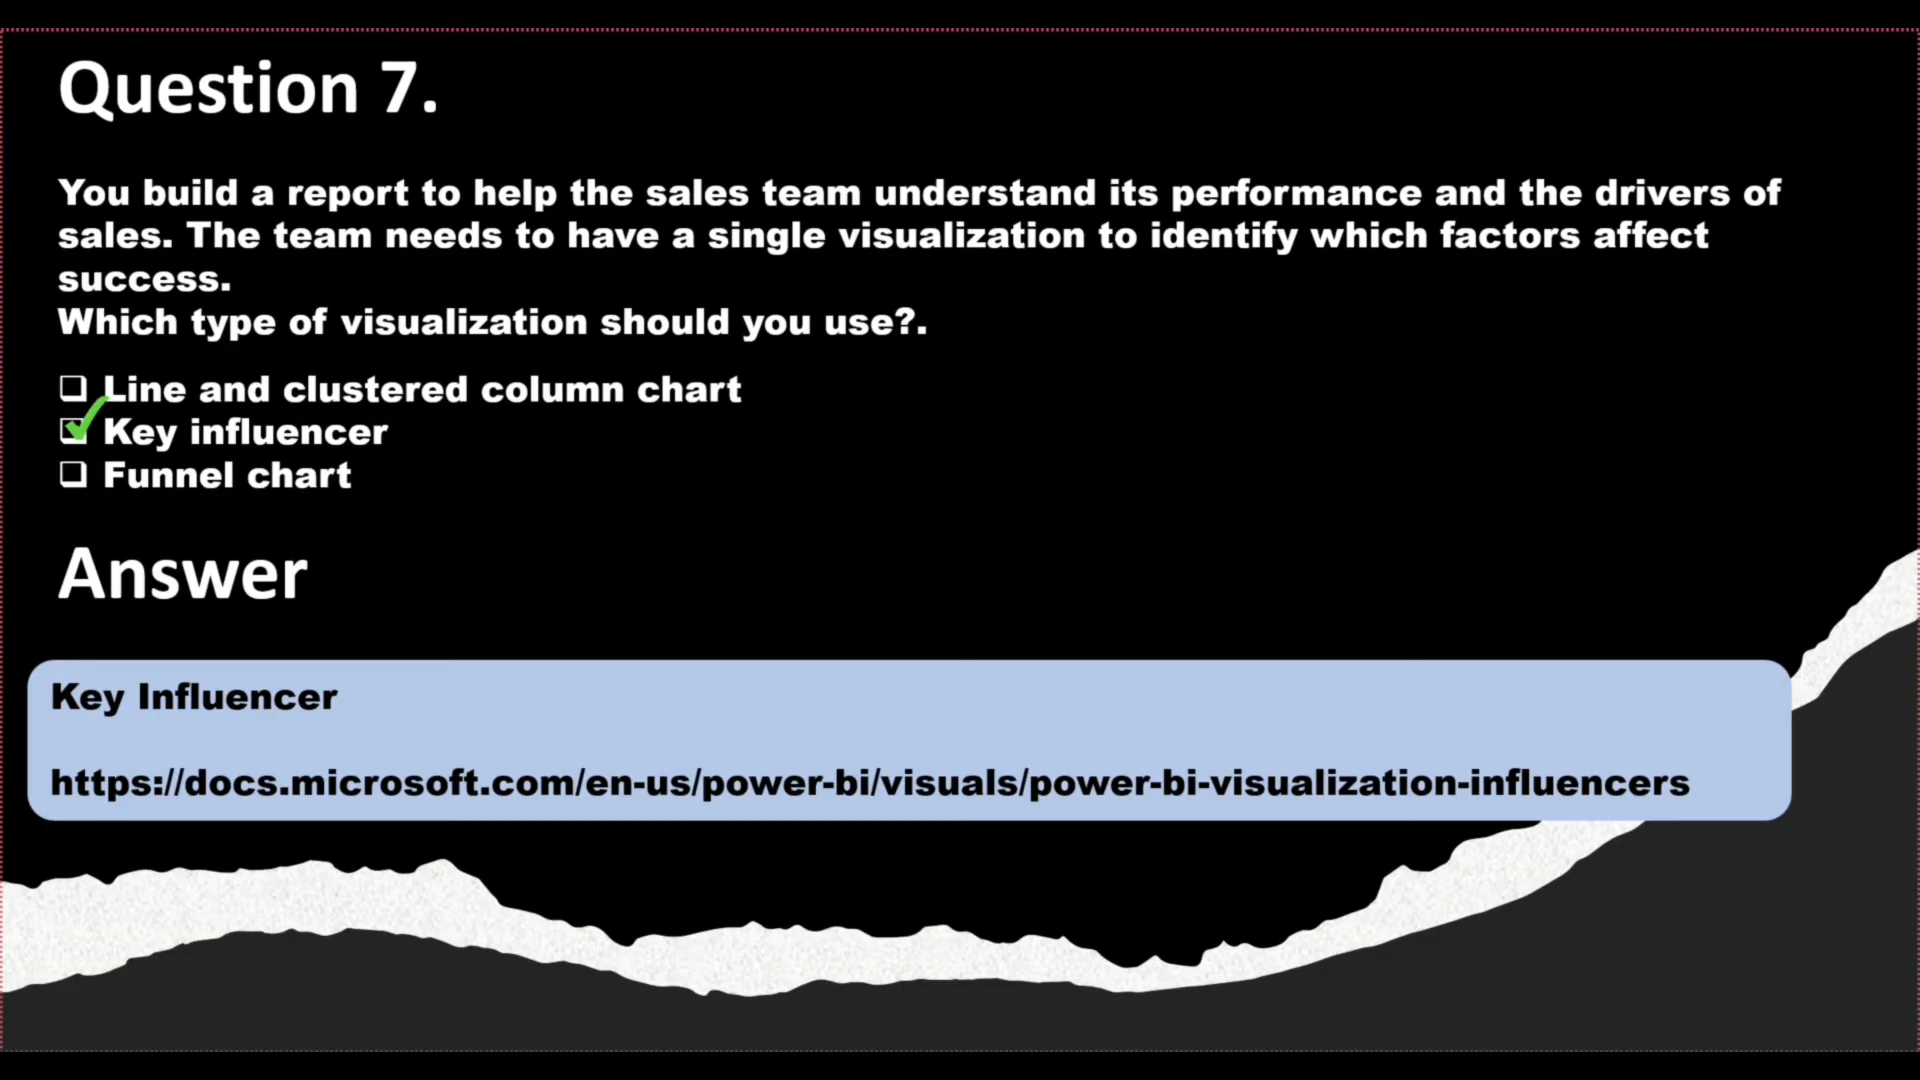 Question 7.
You build a report to help the sales team understand its performance and the drivers of
sales. The team needs to have a single visualization to identify which factors affect
success.
Which type of visualization should you use?.
Line and clustered column chart
Key influencer
Funnel chart
Answer
Key Influencer
https://docs.microsoft.com/en-us/power-bi/visuals/power-bi-visualization-influencers